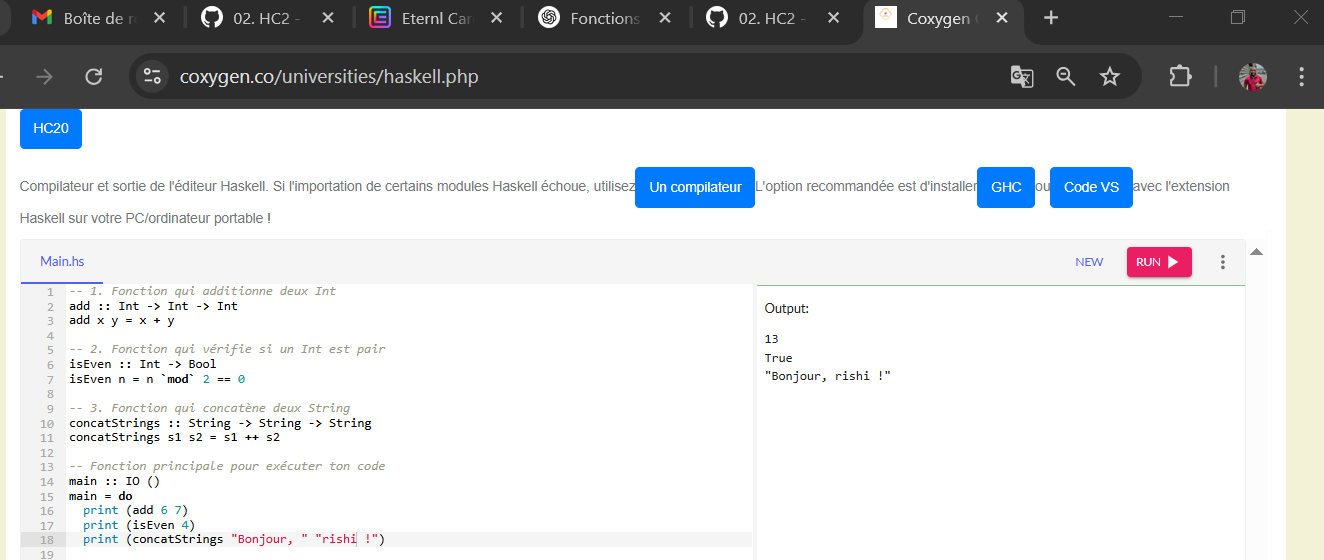 Boîte de r
02. HC2 -
Eternl Car
Fonctions
02. HC2 -
Coxygen
coxygen.co/universities/haskell.php
HC20
Compilateur et sortie de l'éditeur Haskell. Si l'importation de certains modules Haskell échoue, utilisez Un compilateur L'option recommandée est d'installer GHC ou Code VS avec l'extension
Haskell sur votre PC/ordinateur portable !
Main.hs
NEW
RUN
1 -- 1. Fonction qui additionne deux Int
2 add :: Int -> Int -> Int
3 add x y = x + y
4
5 -- 2. Fonction qui vérifie si un Int est pair
6 isEven :: Int -> Bool
7 isEven n = n `mod` 2 == 0
8
9 -- 3. Fonction qui concatène deux String
10 concatStrings :: String -> String -> String
11 concatStrings s1 s2 = s1 ++ s2
12
13 -- Fonction principale pour exécuter ton code
14 main :: IO ()
15 main = do
16 print (add 6 7)
17 print (isEven 4)
18 print (concatStrings "Bonjour, " "rishi !")
19
Output:
13
True
"Bonjour, rishi !"